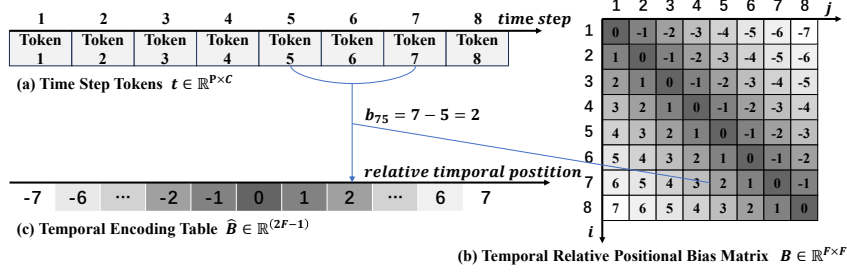 1 2 3 4 5 6 7 8 time step
Token Token Token Token Token Token Token Token
1 2 3 4 5 6 7 8
(a) Time Step Tokens t ∈ ℝ^{P×C}
b_{75} = 7 − 5 = 2
relative timporal postition
-7 -6 ... -2 -1 0 1 2 ... 6 7
(c) Temporal Encoding Table B̂ ∈ ℝ^{(2F−1)}
1 2 3 4 5 6 7 8 j
1 0 -1 -2 -3 -4 -5 -6 -7
2 1 0 -1 -2 -3 -4 -5 -6
3 2 1 0 -1 -2 -3 -4 -5
4 3 2 1 0 -1 -2 -3 -4
5 4 3 2 1 0 -1 -2 -3
6 5 4 3 2 1 0 -1 -2
7 6 5 4 3 2 1 0 -1
8 7 6 5 4 3 2 1 0
i
(b) Temporal Relative Positional Bias Matrix B ∈ ℝ^{F×F}